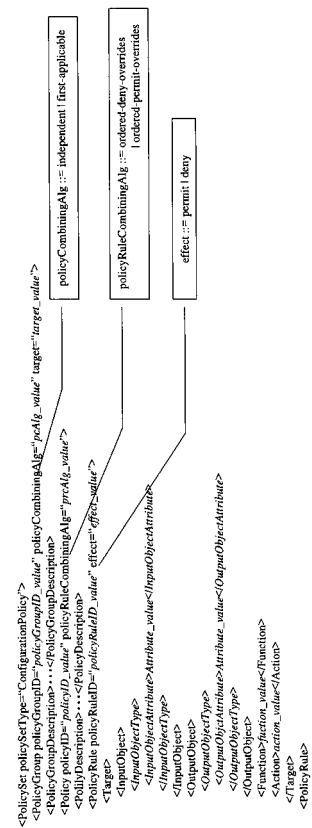 <PolicySet policySetType="ConfigurationPolicy">
<PolicyGroup policyGroupID="policyGroupID_value" policyCombiningAlg="pcAlg_value" target="target_value">
<PolicyGroupDescription>••••</PolicyGroupDescription>
<Policy policyID="policyID_value" policyRuleCombiningAlg="prcAlg_value">
<PolilyDescription>••••</PolicyDescription>
<PolicyRule policyRuleID="policyRuleID_value" effect="effect_value">
<Target>
<InputObject>
<InputObjectType>
<InputObjectAttribute>Attribute_value</InputObjectAttribute>
</InputObjectType>
</InputObject>
<OutputObject>
<OutputObjectType>
<OutputObjectAttribute>Attribute_value</OutputObjectAttribute>
</OutputObjectType>
</OutputObject>
<Function>function_value</Function>
<Action>action_value</Action>
</Target>
<PolicyRule>
policyCombiningAlg ::= independent | first-applicable
policyRuleCombiningAlg ::= ordered-deny-overrides
| ordered-permit-overrides
effect ::= permit | deny